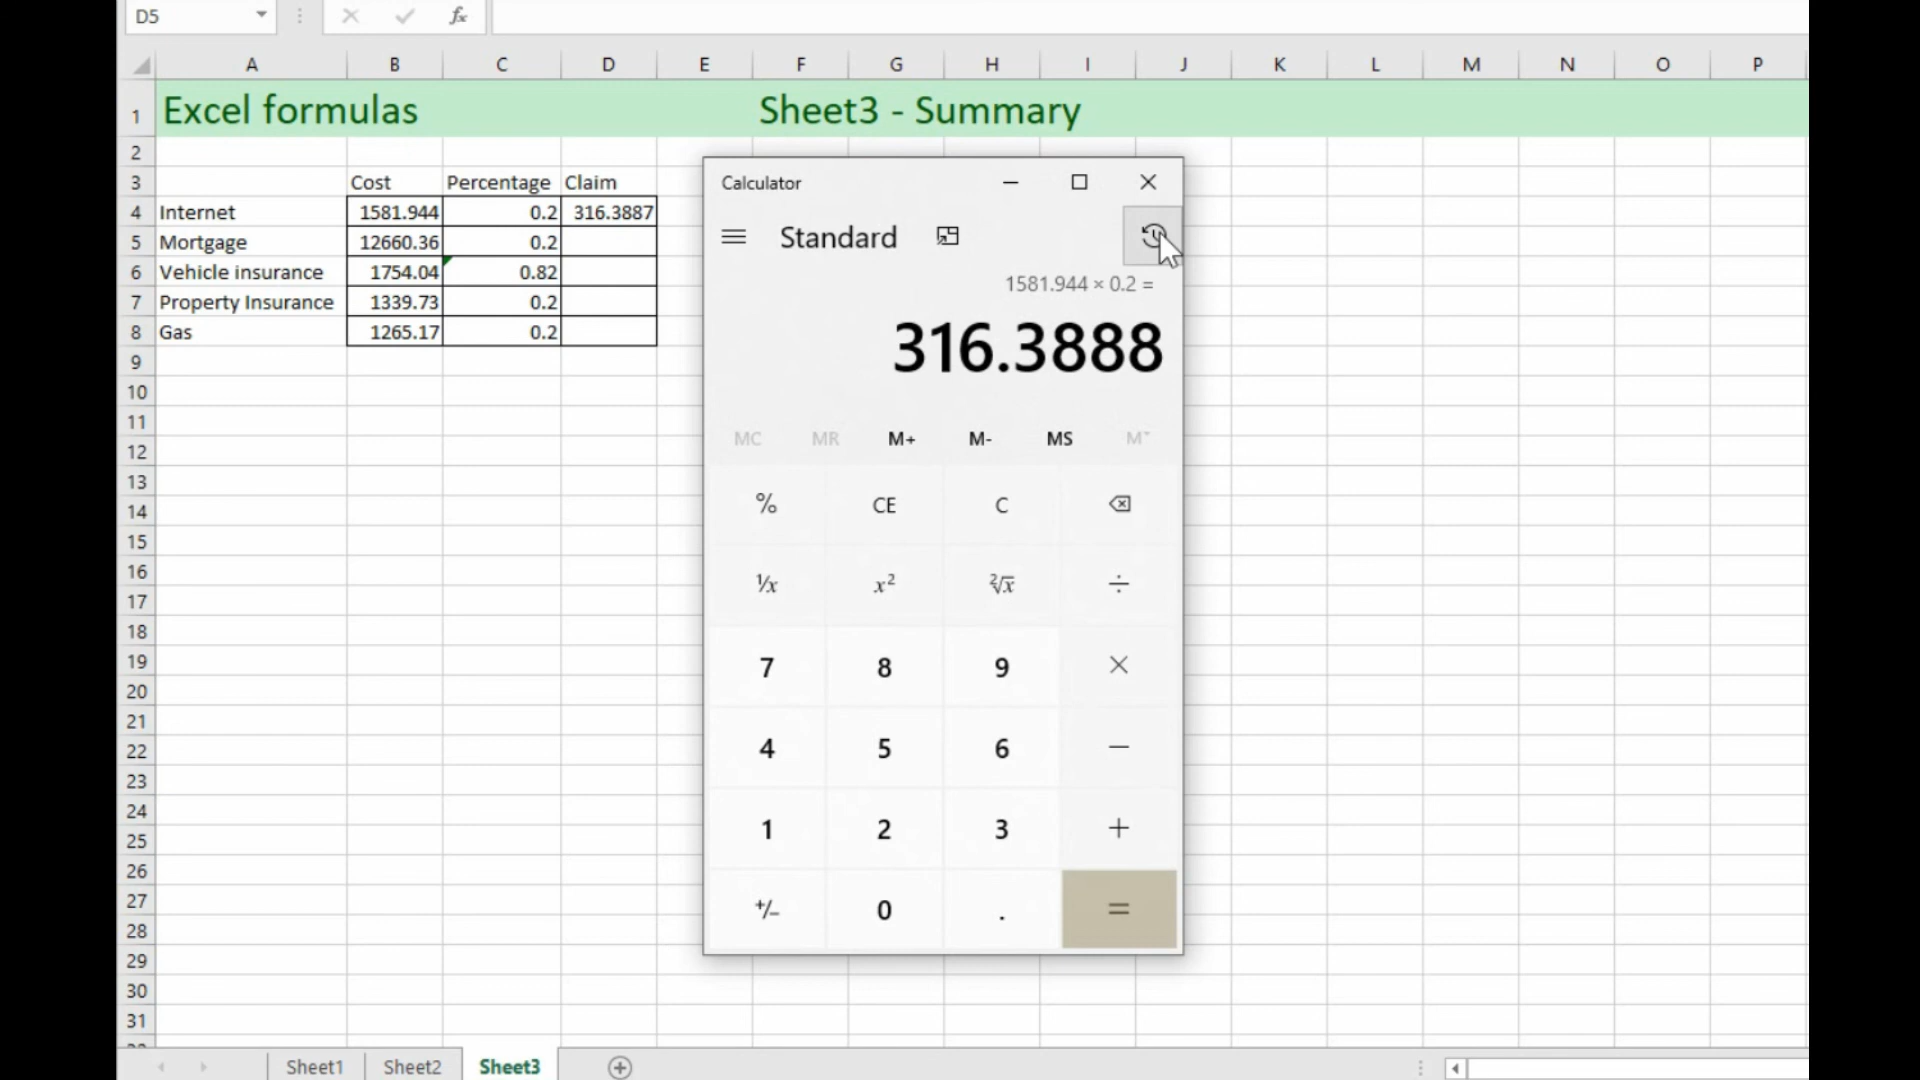 D5 fx
A B C D E F G H I J K L M N O P
1 Excel formulas Sheet3 - Summary
2
3 Cost Percentage Claim
4 Internet 1581.944 0.2 316.3887
5 Mortgage 12660.36 0.2
6 Vehicle insurance 1754.04 0.82
7 Property Insurance 1339.73 0.2
8 Gas 1265.17 0.2
9
10
11
12
13
14
15
16
17
18
19
20
21
22
23
24
25
26
27
28
29
30
31
Calculator
Standard
1581.944 × 0.2 =
316.3888
MC MR M+ M- MS M˅
% CE C
⅟x x² ²√x ÷
7 8 9 ×
4 5 6 −
1 2 3 +
+/− 0 . =
Sheet1 Sheet2 Sheet3